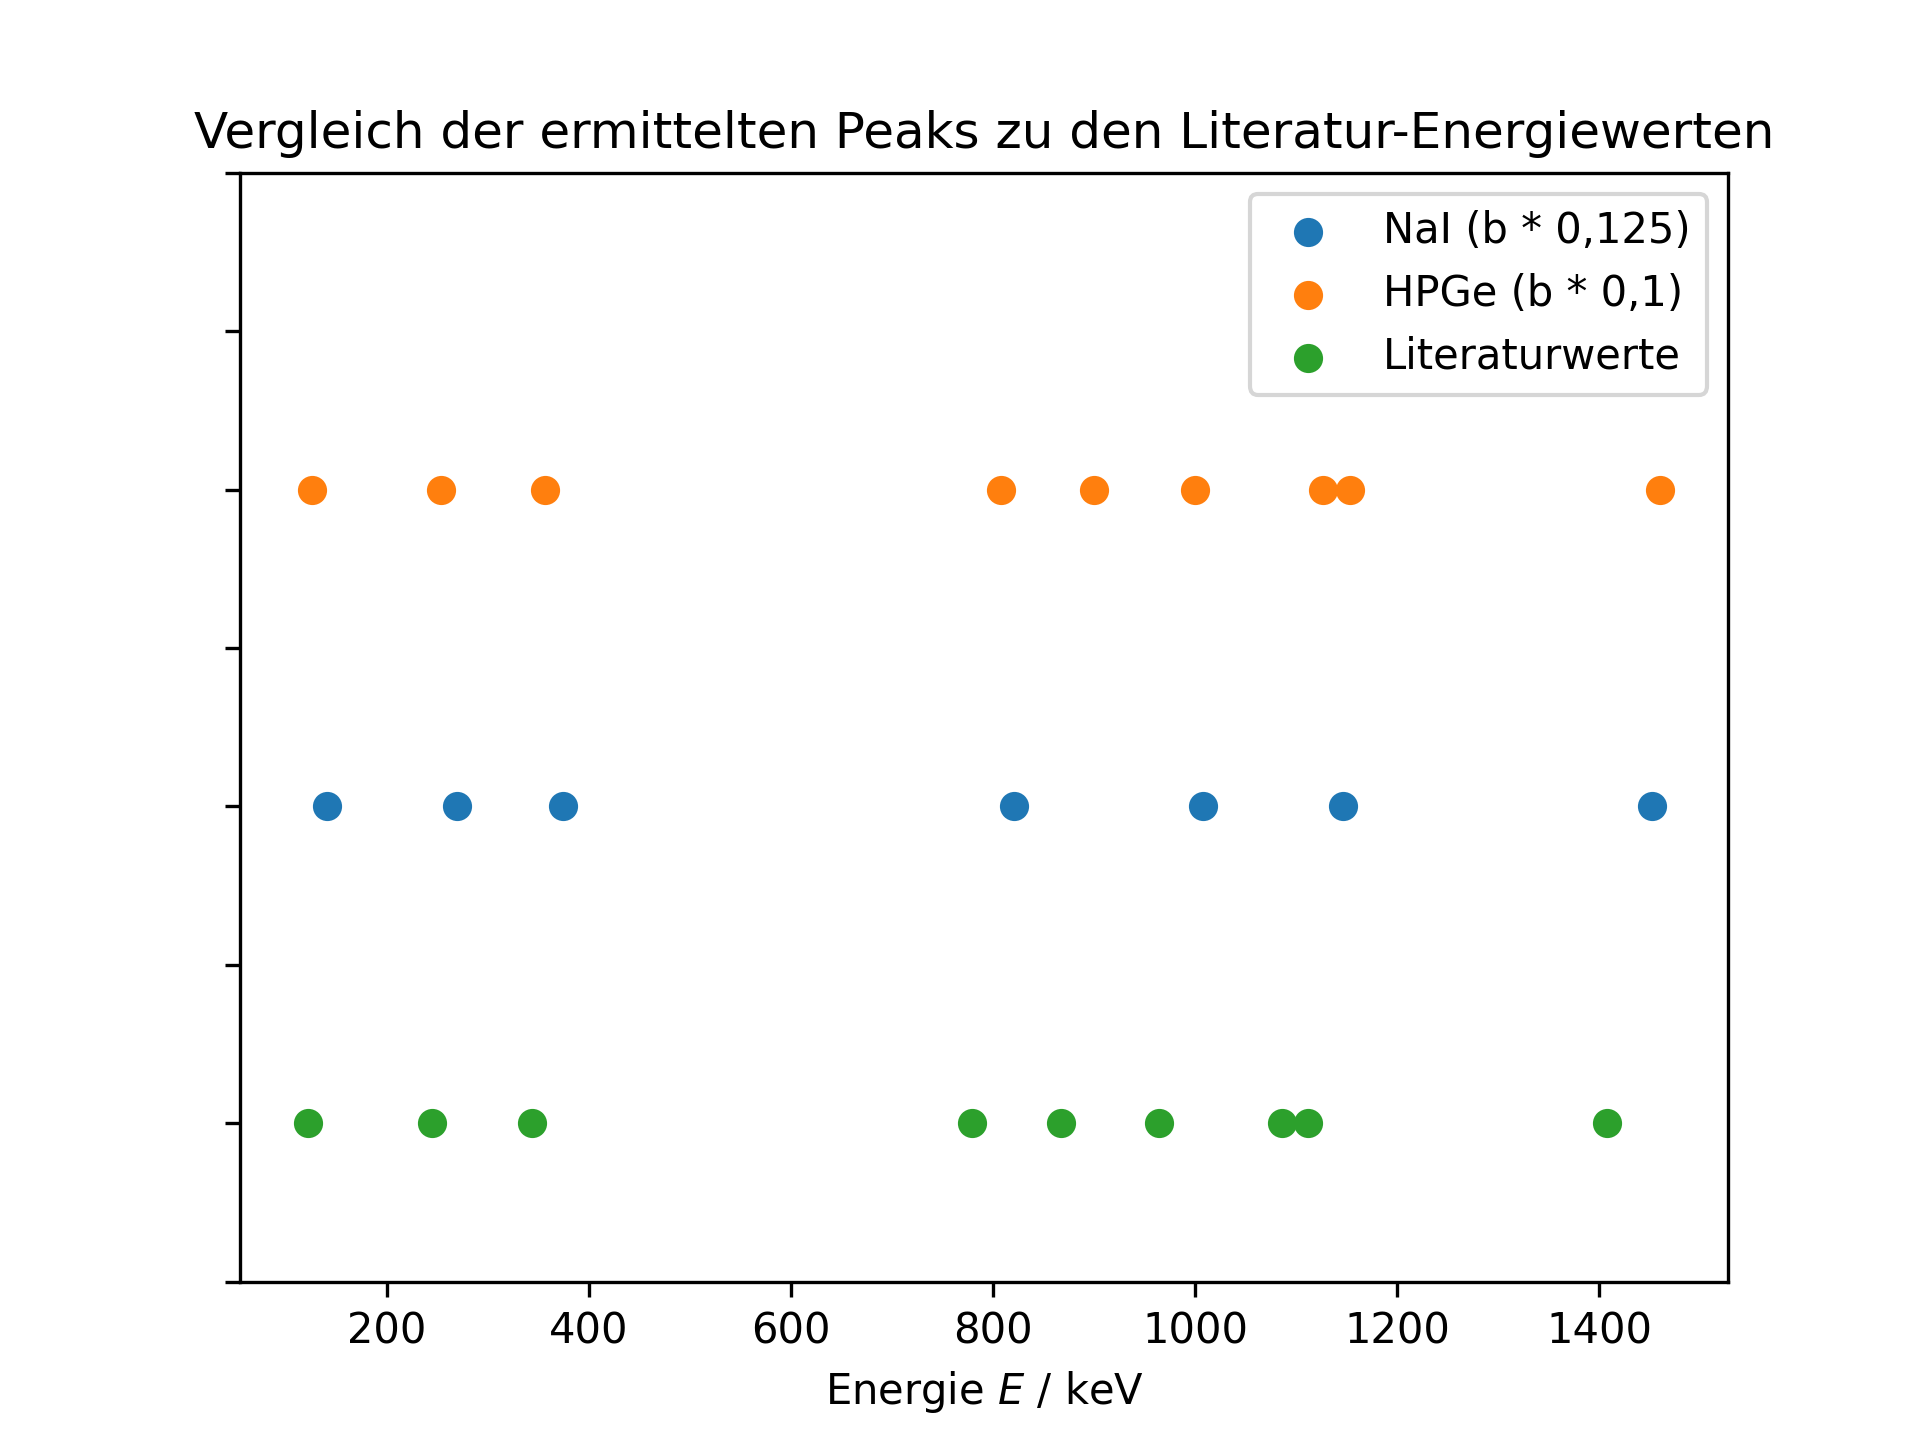 Vergleich der ermittelten Peaks zu den Literatur-Energiewerten
NaI (b * 0,125)
HPGe (b * 0,1)
Literaturwerte
200 400 600 800 1000 1200 1400
Energie E / keV